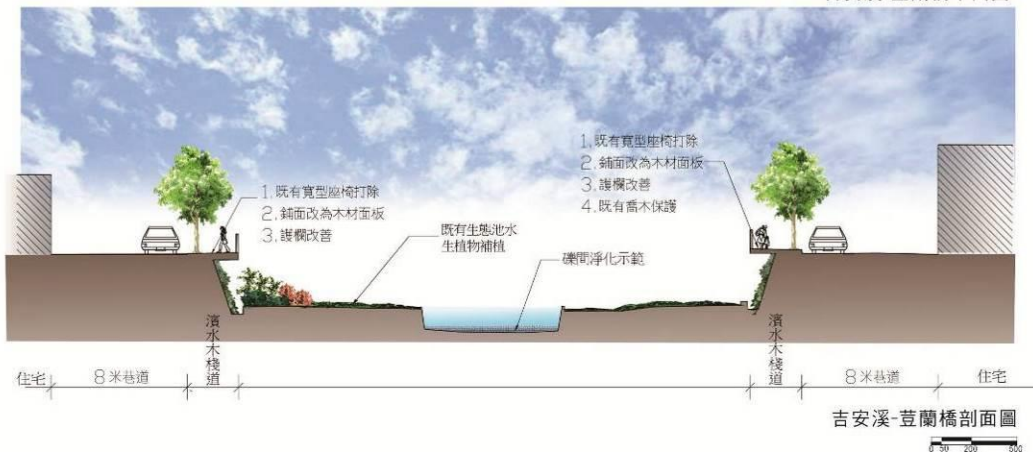 1. 既有寬型座椅打除
2. 鋪面改為木材面板
3. 護欄改善
既有生態池水
生植物補植
礫間淨化示範
1. 既有寬型座椅打除
2. 鋪面改為木材面板
3. 護欄改善
4. 既有喬木保護
住宅
8米巷道
濱水木棧道
濱水木棧道
8米巷道
住宅
吉安溪-荳蘭橋剖面圖
0 50 200 500